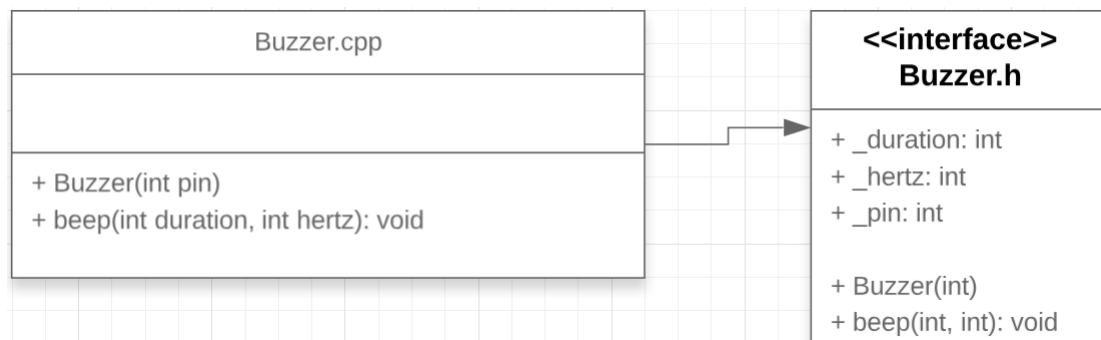 Buzzer.cpp
+ Buzzer(int pin)
+ beep(int duration, int hertz): void
<<interface>>
Buzzer.h
+ _duration: int
+ _hertz: int
+ _pin: int
+ Buzzer(int)
+ beep(int, int): void